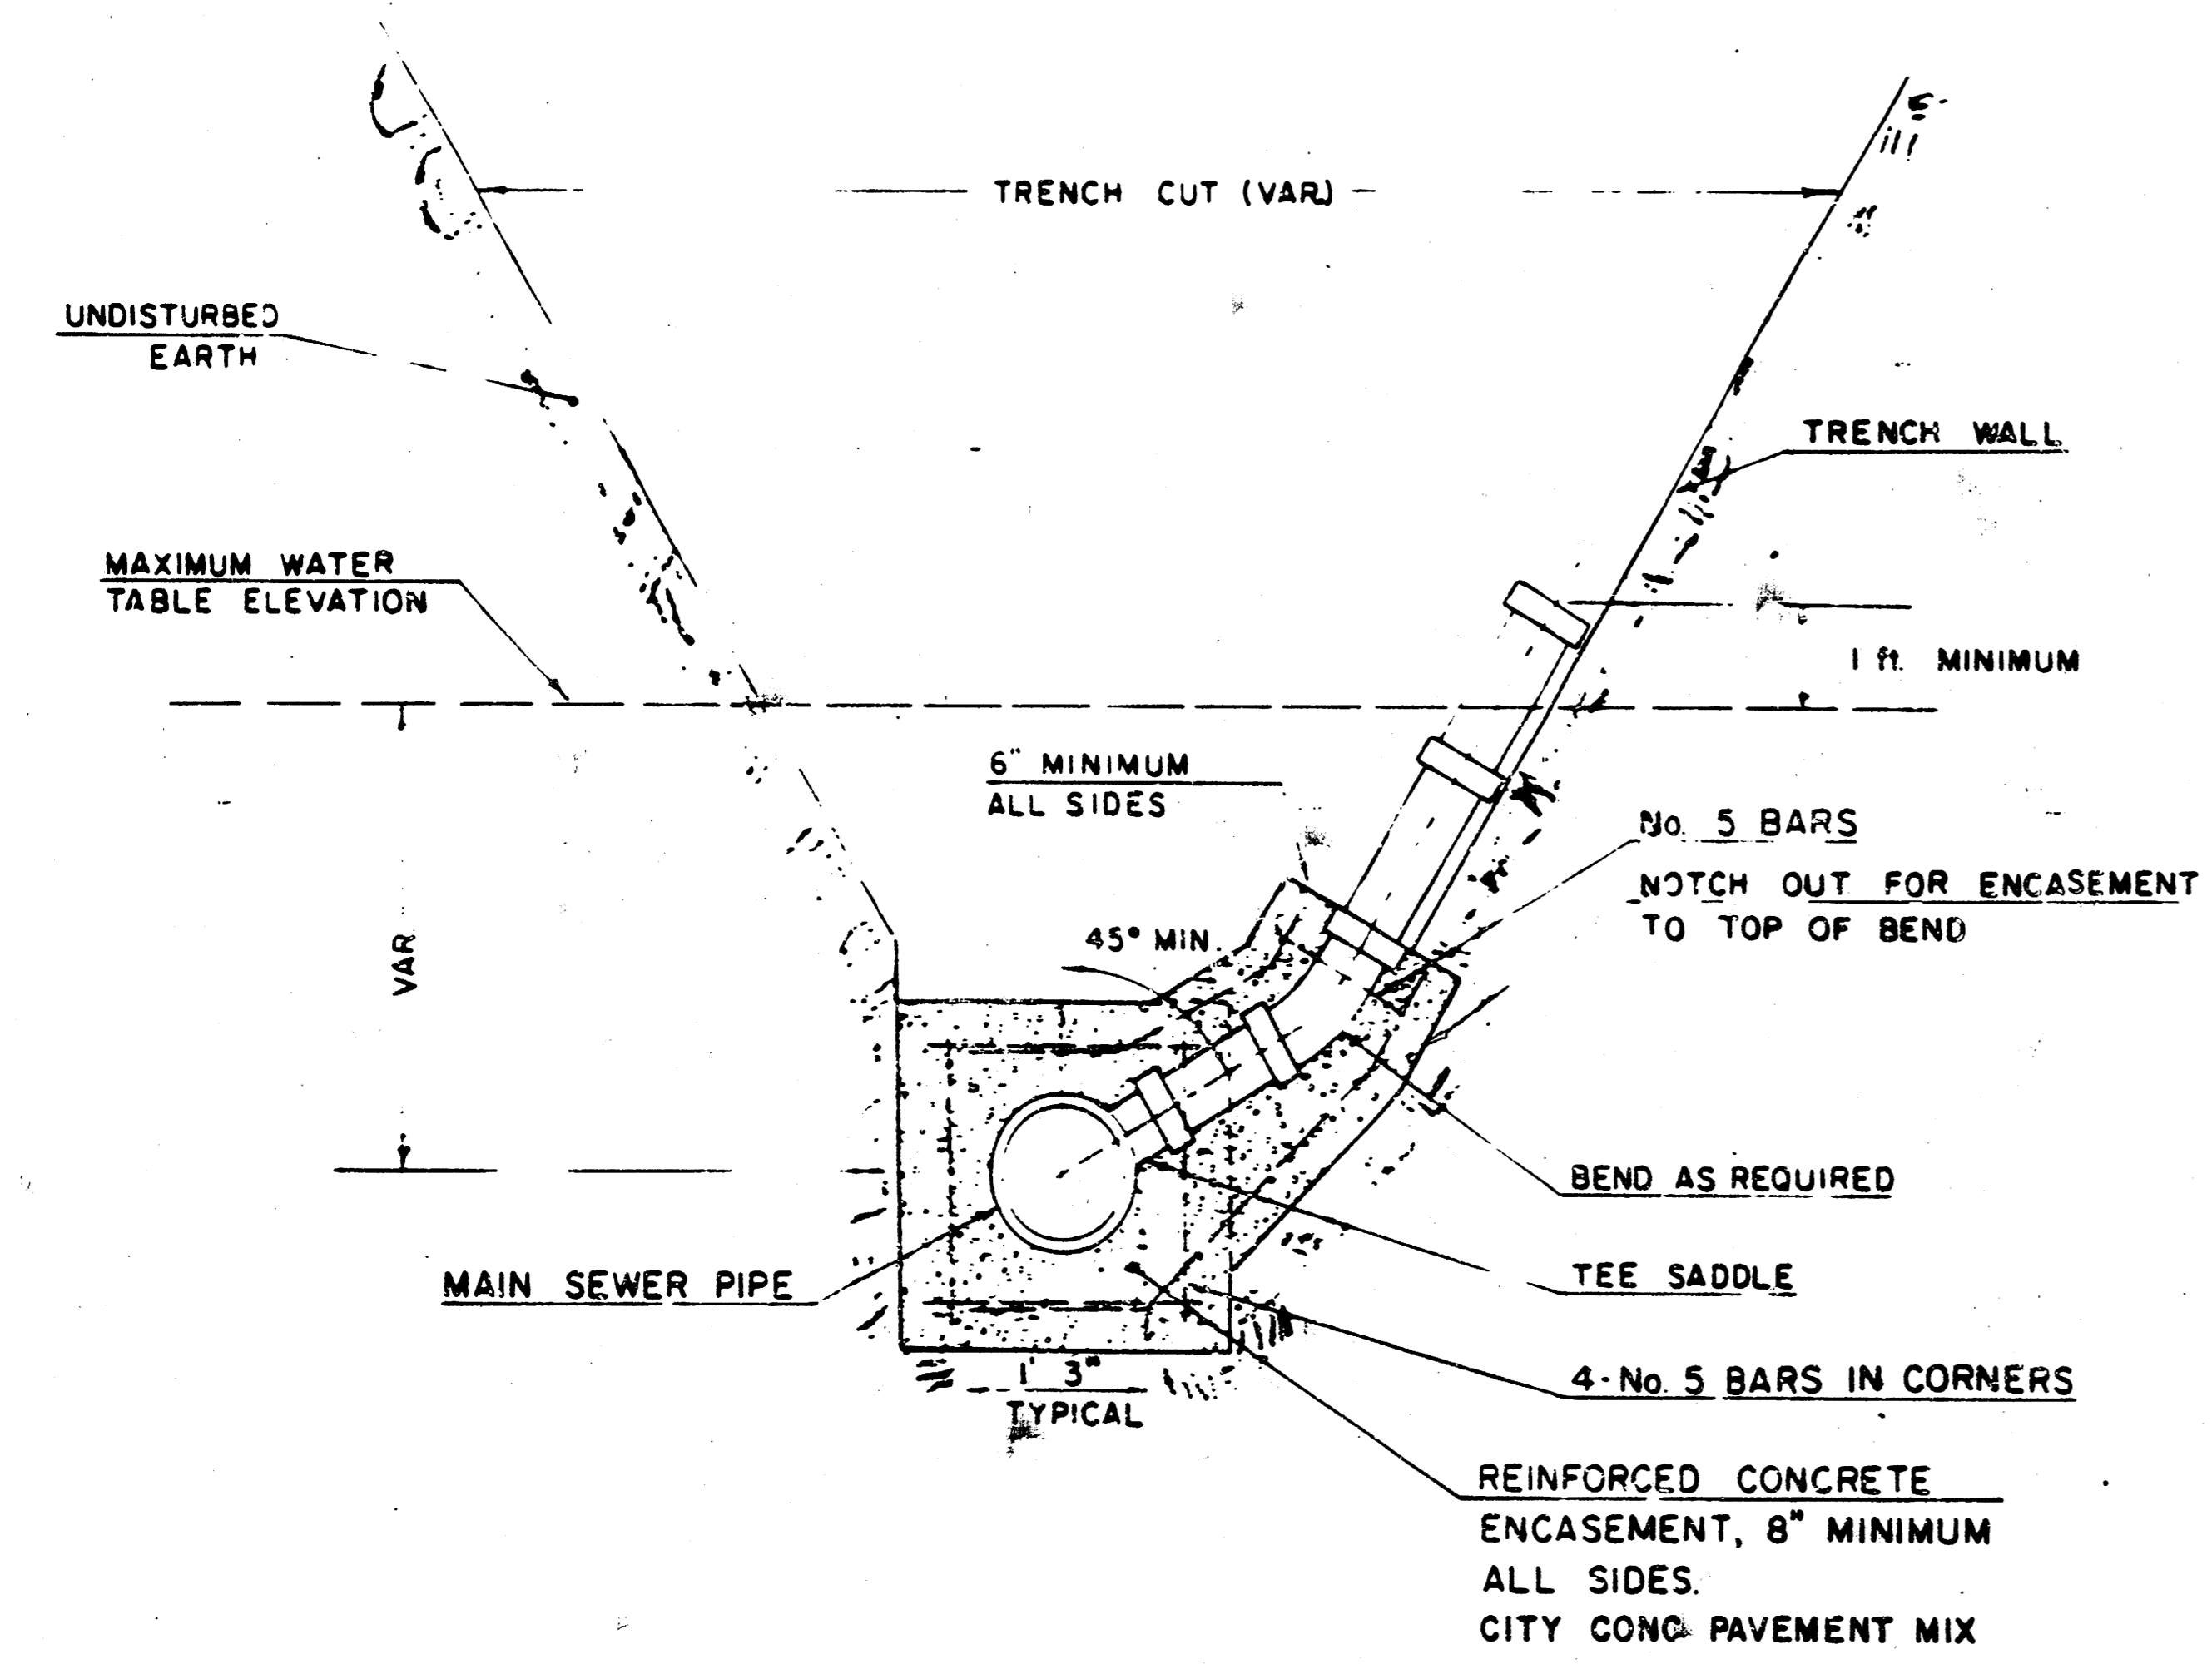 TRENCH CUT (VAR)
UNDISTURBED
EARTH
TRENCH WALL
MAXIMUM WATER
TABLE ELEVATION
1 ft. MINIMUM
6" MINIMUM
ALL SIDES
No. 5 BARS
NOTCH OUT FOR ENCASEMENT
TO TOP OF BEND
45° MIN.
VAR
BEND AS REQUIRED
TEE SADDLE
MAIN SEWER PIPE
1' 3"
TYPICAL
4-No. 5 BARS IN CORNERS
REINFORCED CONCRETE
ENCASEMENT, 8" MINIMUM
ALL SIDES.
CITY CONC PAVEMENT MIX